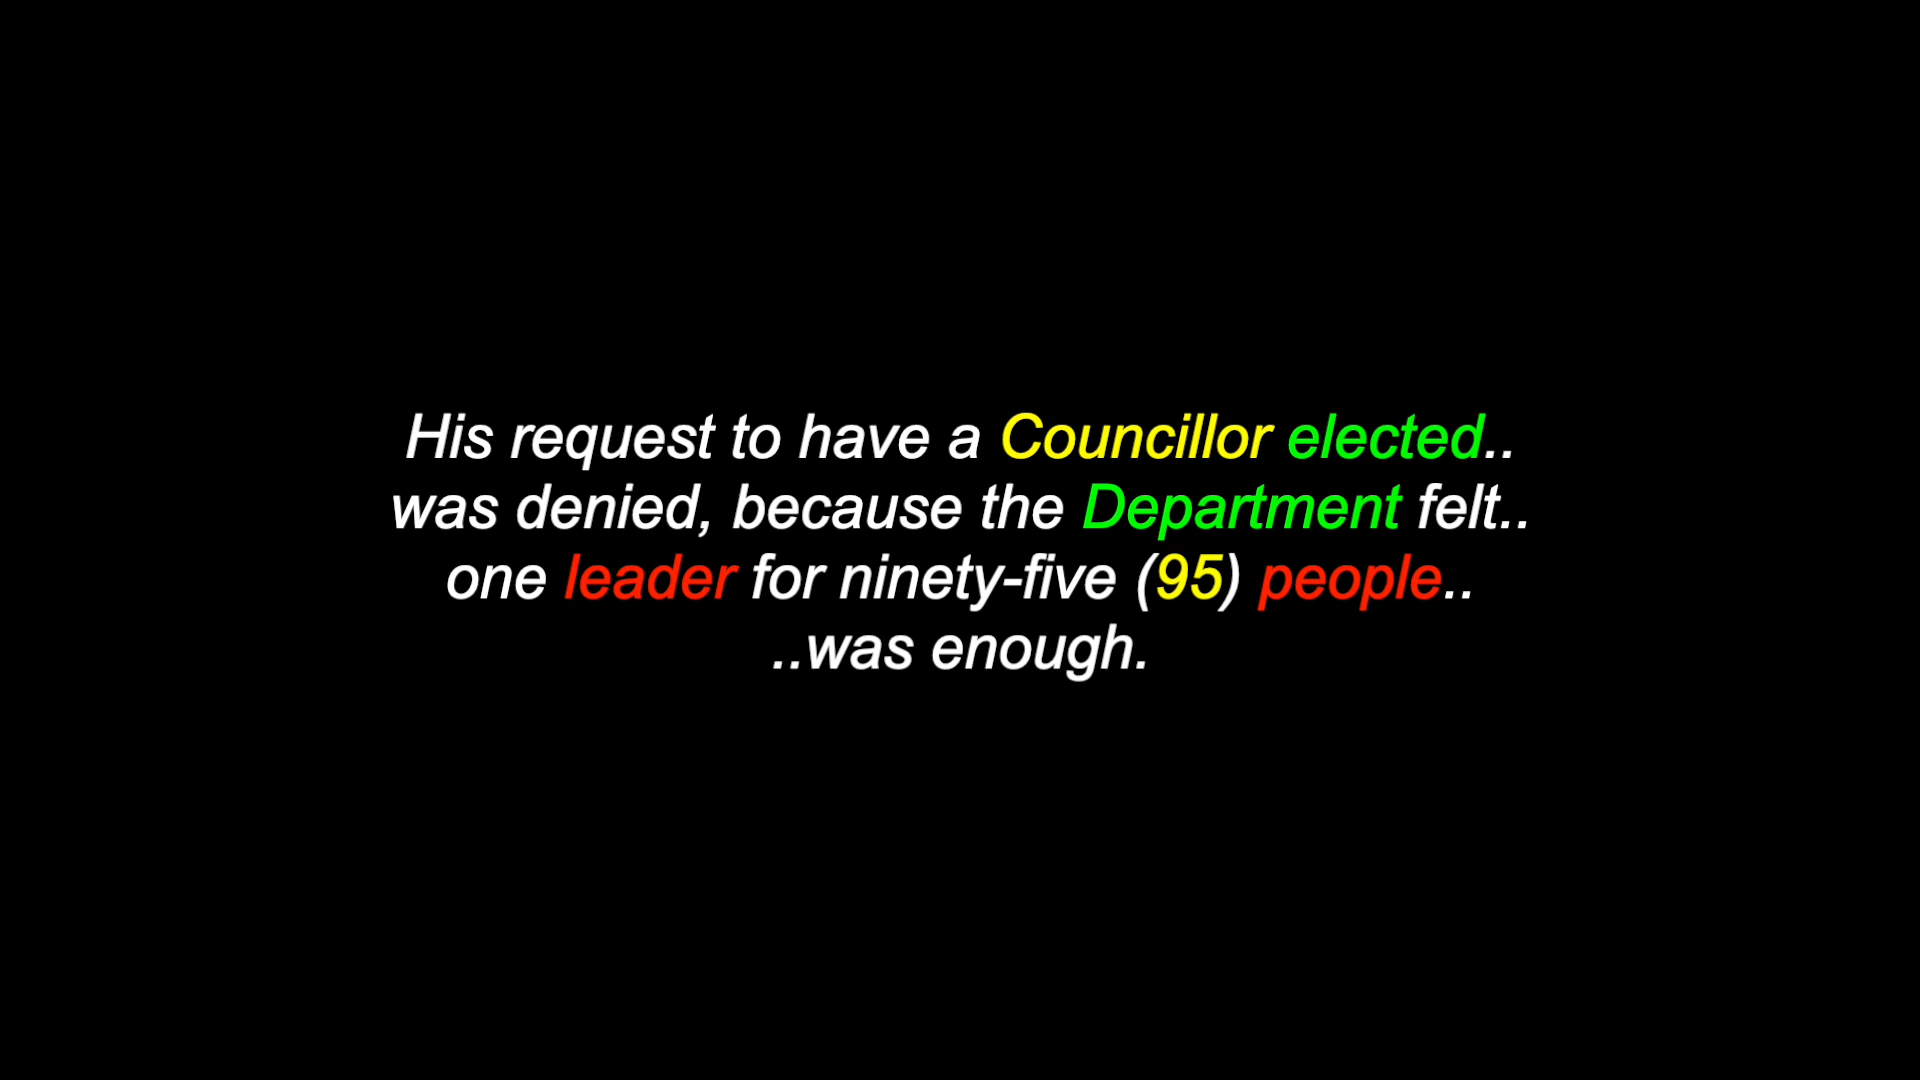 His request to have a Councillor elected..
was denied, because the Department felt..
one leader for ninety-five (95) people..
..was enough.